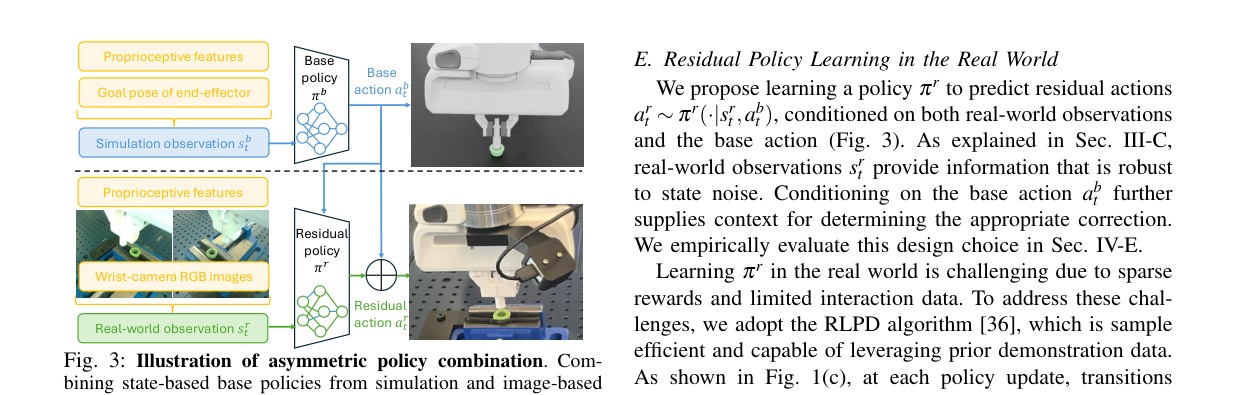 Proprioceptive features
Goal pose of end-effector
Simulation observation s_t^b
Base
policy
π^b
Base
action a_t^b
Proprioceptive features
Wrist-camera RGB images
Real-world observation s_t^r
Residual
policy
π^r
Residual
action a_t^r
Fig. 3: Illustration of asymmetric policy combination. Com-
bining state-based base policies from simulation and image-based
E. Residual Policy Learning in the Real World
We propose learning a policy π^r to predict residual actions
a_t^r ∼ π^r(·|s_t^r, a_t^b), conditioned on both real-world observations
and the base action (Fig. 3). As explained in Sec. III-C,
real-world observations s_t^r provide information that is robust
to state noise. Conditioning on the base action a_t^b further
supplies context for determining the appropriate correction.
We empirically evaluate this design choice in Sec. IV-E.
Learning π^r in the real world is challenging due to sparse
rewards and limited interaction data. To address these chal-
lenges, we adopt the RLPD algorithm [36], which is sample
efficient and capable of leveraging prior demonstration data.
As shown in Fig. 1(c), at each policy update, transitions